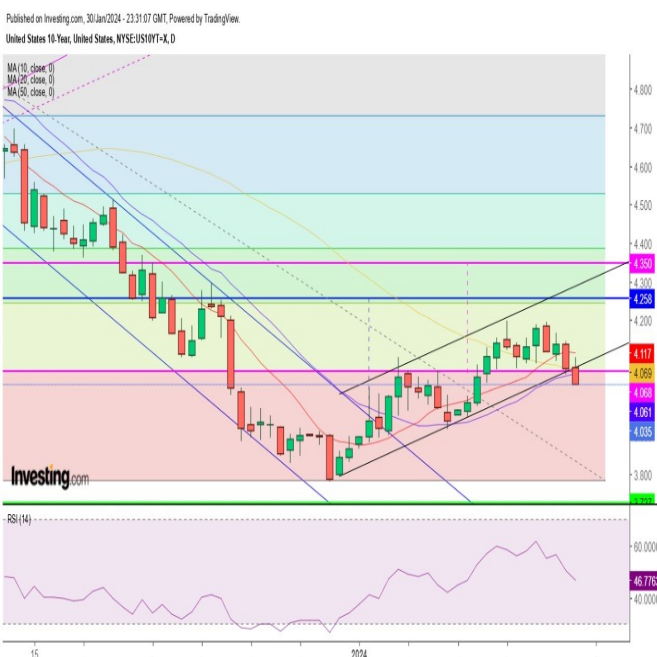 Published on Investing.com, 30/Jan/2024 - 23:31:07 GMT, Powered by TradingView.
United States 10-Year, United States, NYSE:US10YT=X, D
MA (10, close, 0)
MA (20, close, 0)
MA (50, close, 0)
4.800
4.700
4.600
4.500
4.400
4.350
4.300
4.258
4.200
4.117
4.069
4.068
4.061
4.035
3.800
Investing.com
RSI (14)
60.0000
46.7763
40.0000
15
2024